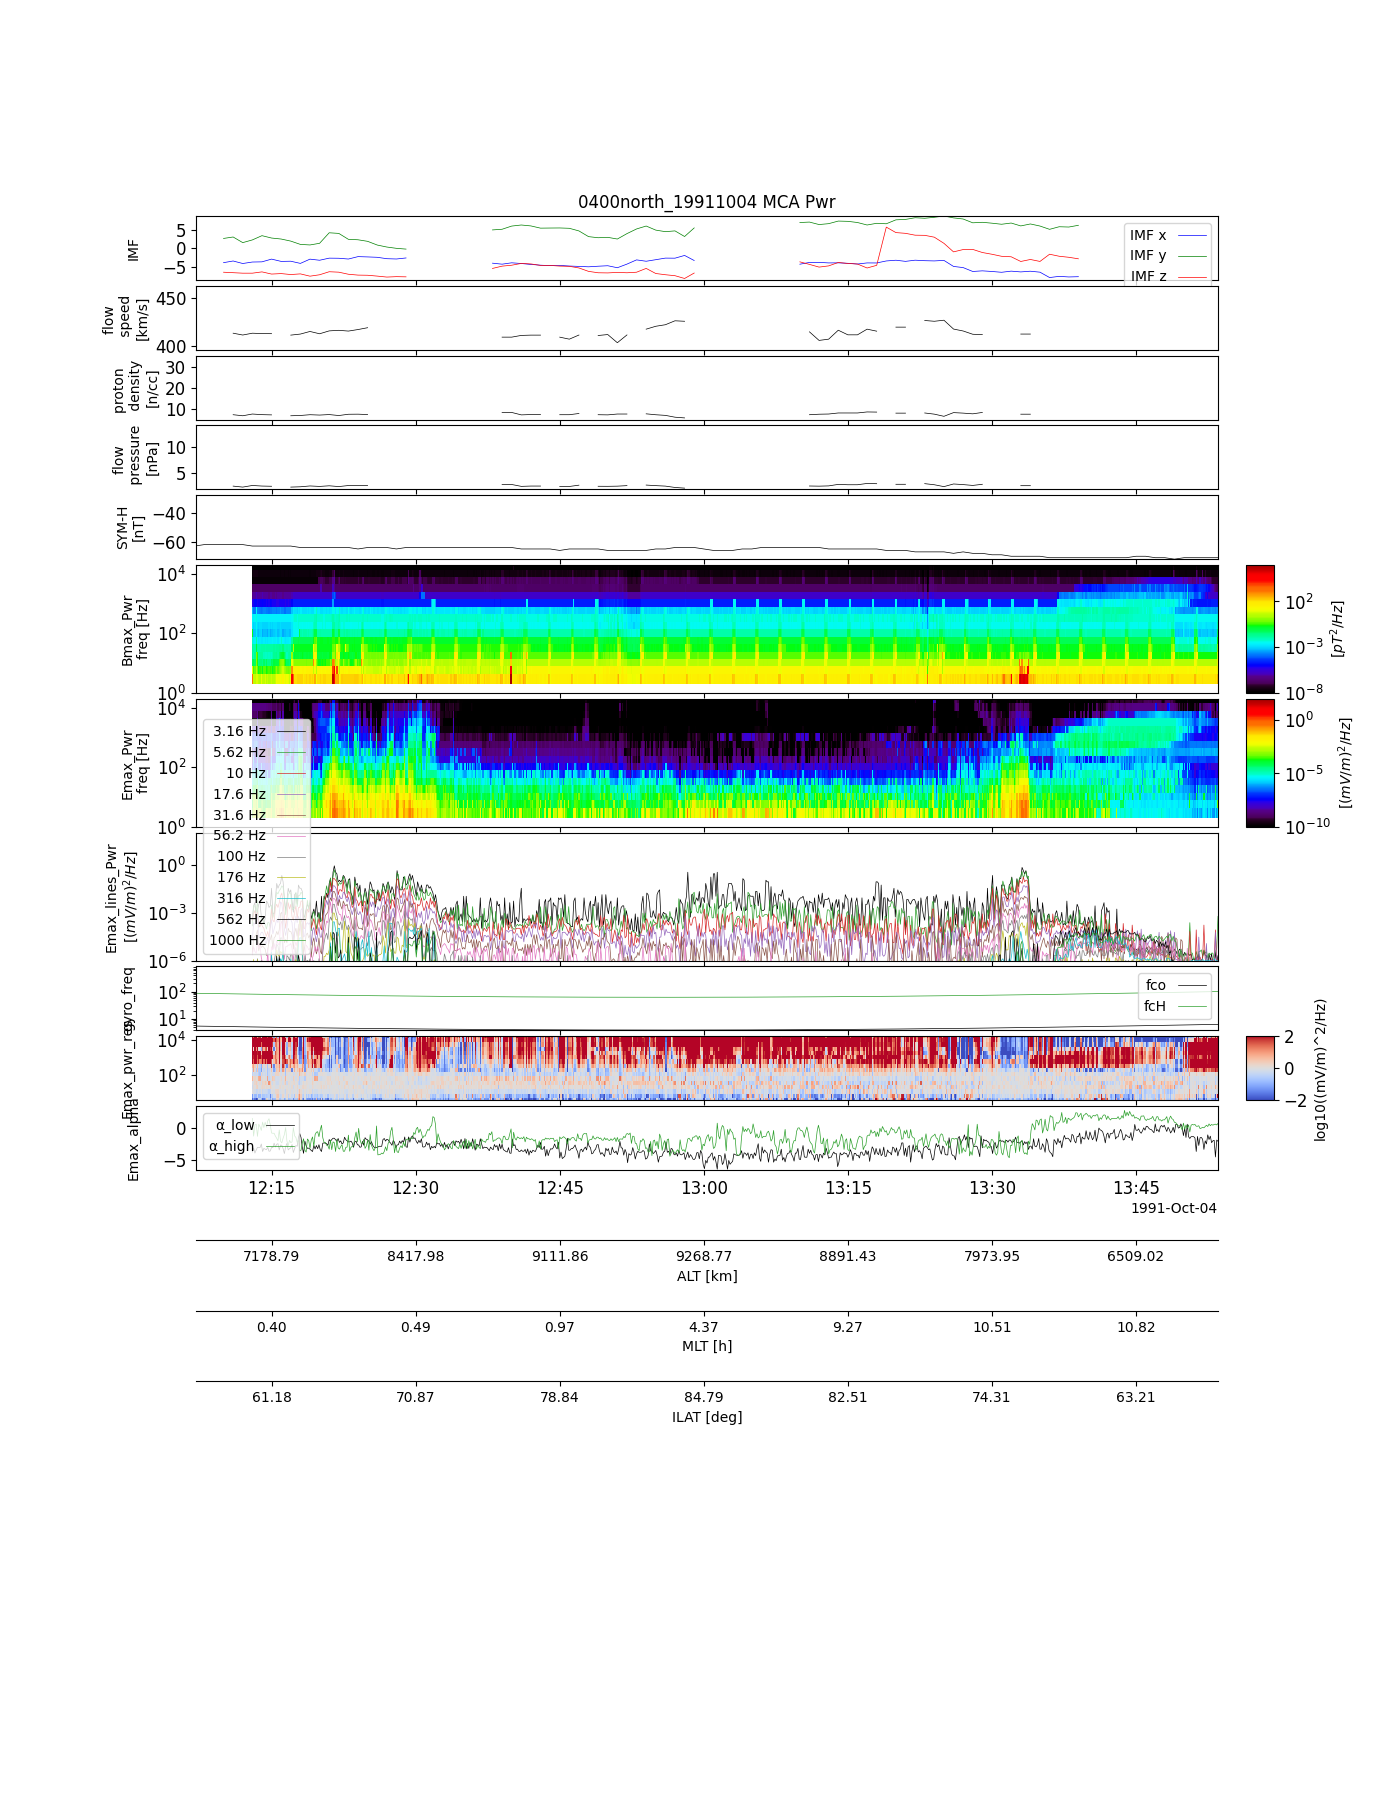 0400north_19911004 MCA Pwr
IMF
5
0
−5
IMF x
IMF y
IMF z
flow
speed
[km/s]
450
400
proton
density
[n/cc]
30
20
10
flow
pressure
[nPa]
10
5
SYM-H
[nT]
−40
−60
Bmax_Pwr
freq [Hz]
10^4
10^2
10^0
10^2
10^−3
10^−8
[pT^2/Hz]
Emax_Pwr
freq [Hz]
10^4
10^2
10^0
10^0
10^−5
10^−10
[(mV/m)^2/Hz]
3.16 Hz
5.62 Hz
10 Hz
17.6 Hz
31.6 Hz
56.2 Hz
100 Hz
176 Hz
316 Hz
562 Hz
1000 Hz
Emax_lines_Pwr
[(mV/m)^2/Hz]
10^0
10^−3
10^−6
gyro_freq
10^2
10^1
fco
fcH
10^4
10^2
2
0
−2
log10((mV/m)^2/Hz)
Emax_alpha
0
−5
α_low
α_high
12:15 12:30 12:45 13:00 13:15 13:30 13:45
1991-Oct-04
7178.79 8417.98 9111.86 9268.77 8891.43 7973.95 6509.02
ALT [km]
0.40 0.49 0.97 4.37 9.27 10.51 10.82
MLT [h]
61.18 70.87 78.84 84.79 82.51 74.31 63.21
ILAT [deg]